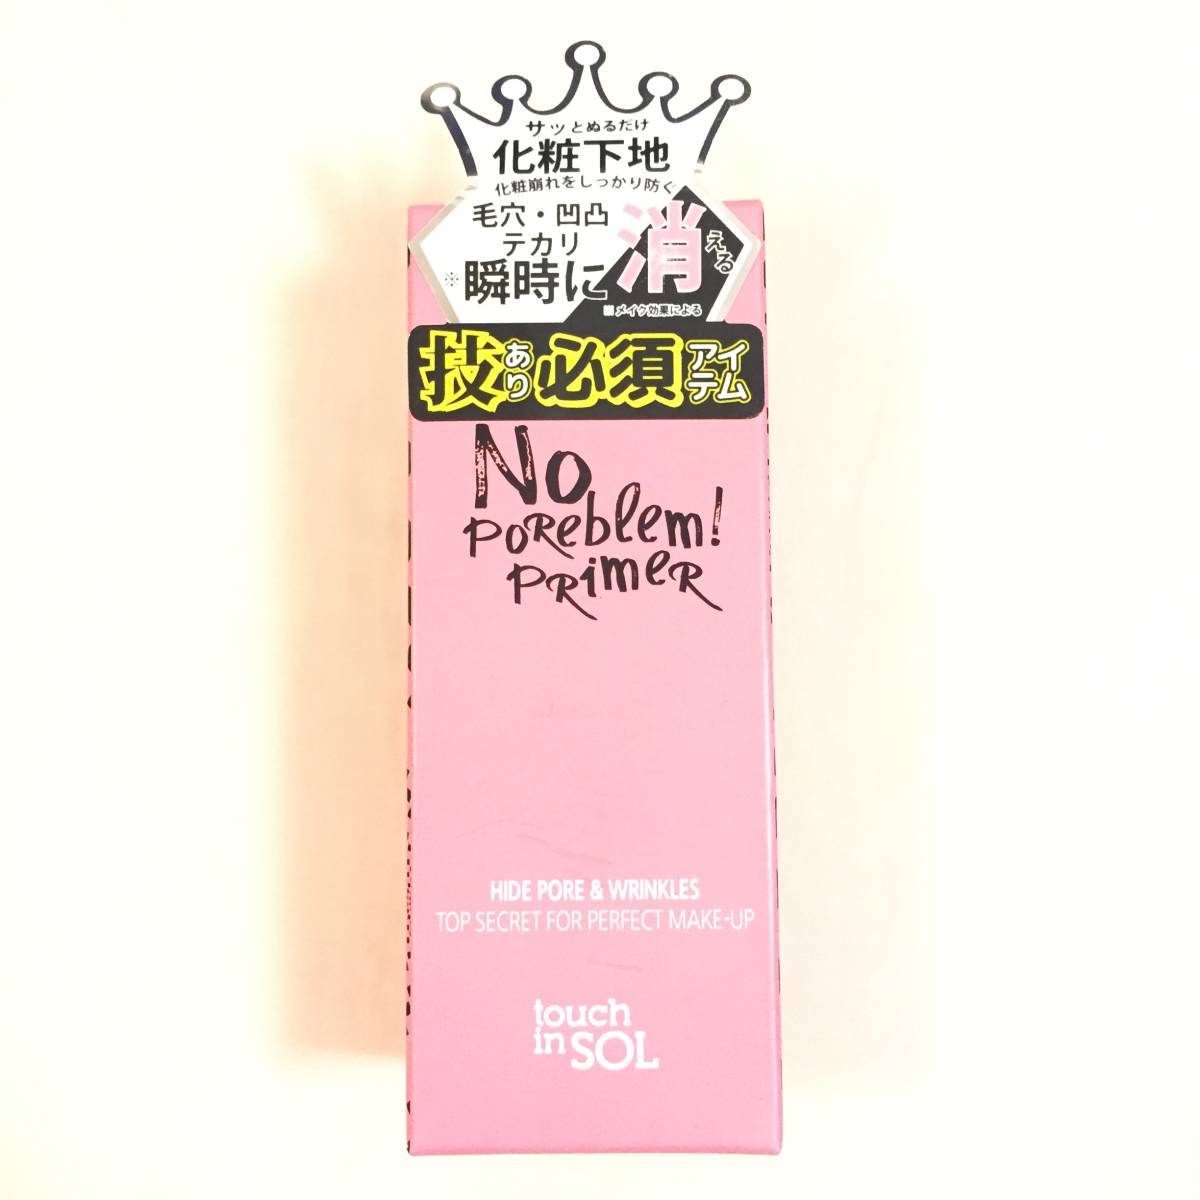 サッとぬるだけ
化粧下地
化粧崩れをしっかり防ぐ
毛穴・凹凸
テカリ
※瞬時に消える
※メイク効果による
技あり必須アイテム
No
poreblem!
primer
HIDE PORE & WRINKLES
TOP SECRET FOR PERFECT MAKE-UP
touch
in SOL